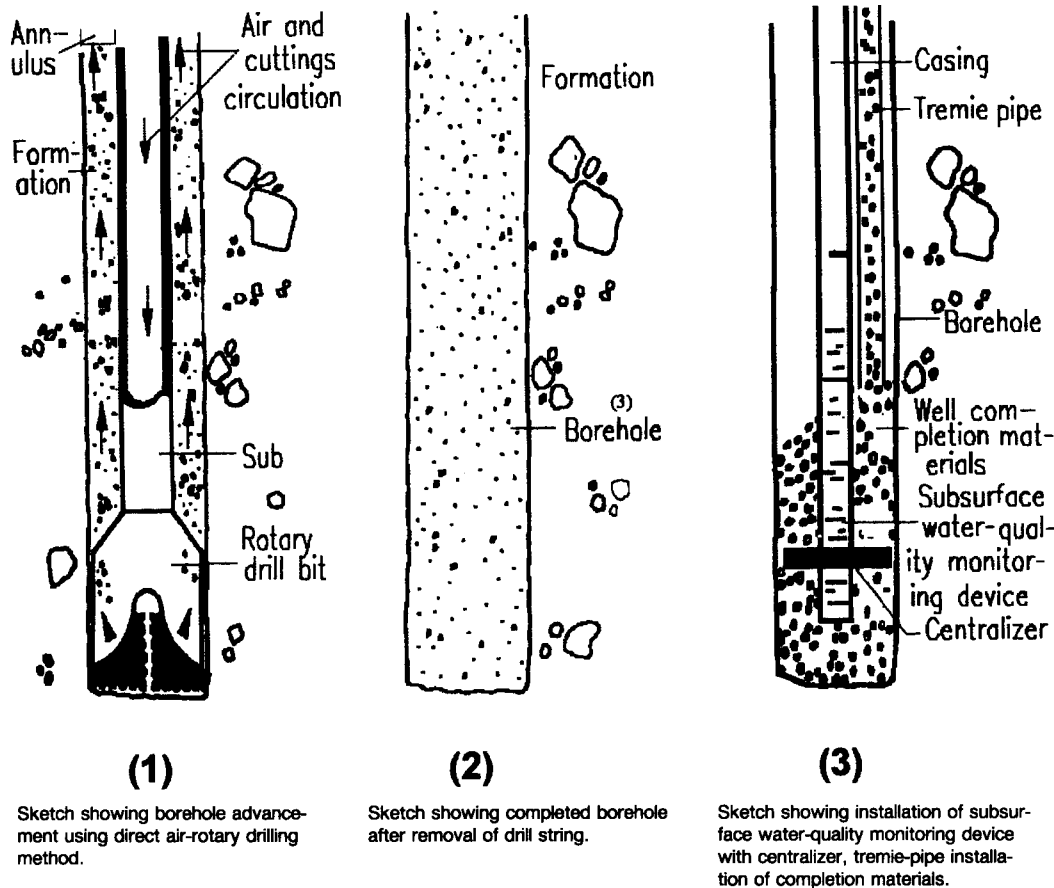 Ann-
ulus
Air and
cuttings
circulation
Form-
ation
Sub
Rotary
drill bit
(1)
Sketch showing borehole advance-
ment using direct air-rotary drilling
method.
Formation
(3)
Borehole
(2)
Sketch showing completed borehole
after removal of drill string.
Casing
Tremie pipe
Borehole
Well com-
pletion mat-
erials
Subsurface
water-qual-
ity monitor-
ing device
Centralizer
(3)
Sketch showing installation of subsur-
face water-quality monitoring device
with centralizer, tremie-pipe installa-
tion of completion materials.